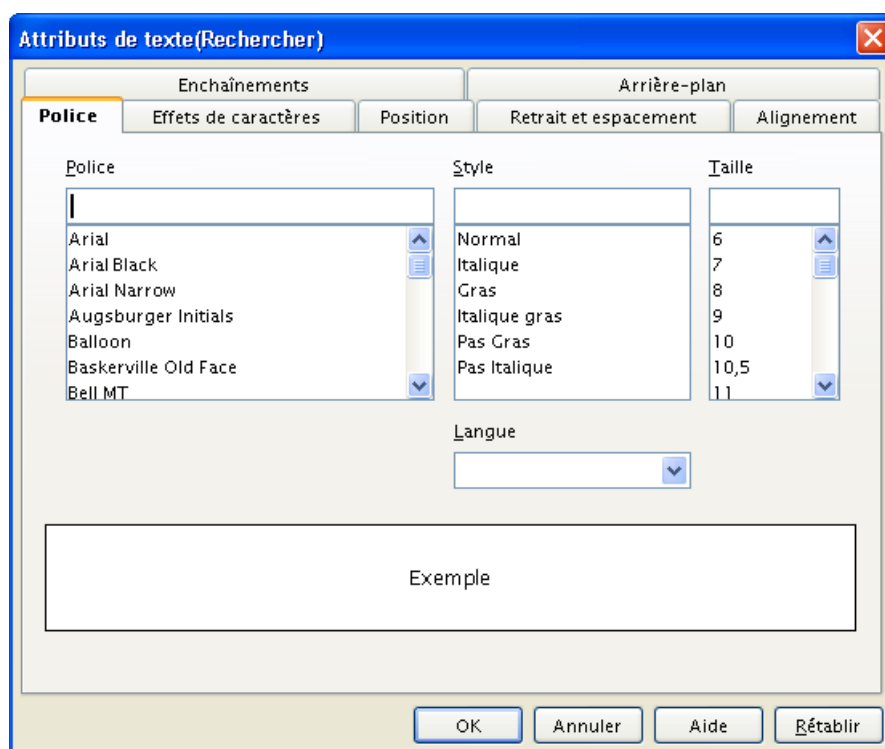 Attributs de texte(Rechercher)
Enchaînements Arrière-plan
Police Effets de caractères Position Retrait et espacement Alignement
Police Style Taille
Arial Normal 6
Arial Black Italique 7
Arial Narrow Gras 8
Augsburger Initials Italique gras 9
Balloon Pas Gras 10
Baskerville Old Face Pas Italique 10,5
Bell MT 11
Langue
Exemple
OK Annuler Aide Rétablir